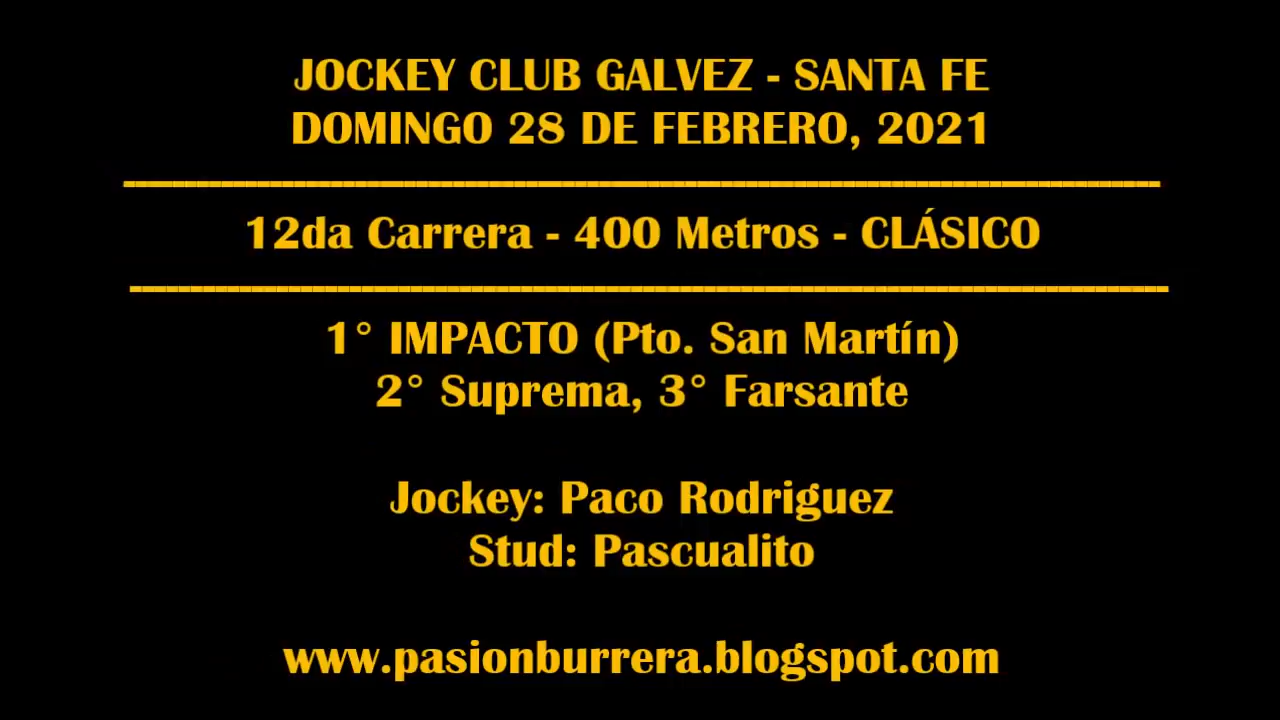 JOCKEY CLUB GALVEZ - SANTA FE
DOMINGO 28 DE FEBRERO, 2021
12da Carrera - 400 Metros - CLÁSICO
1° IMPACTO (Pto. San Martín)
2° Suprema, 3° Farsante
Jockey: Paco Rodriguez
Stud: Pascualito
www.pasionburrera.blogspot.com